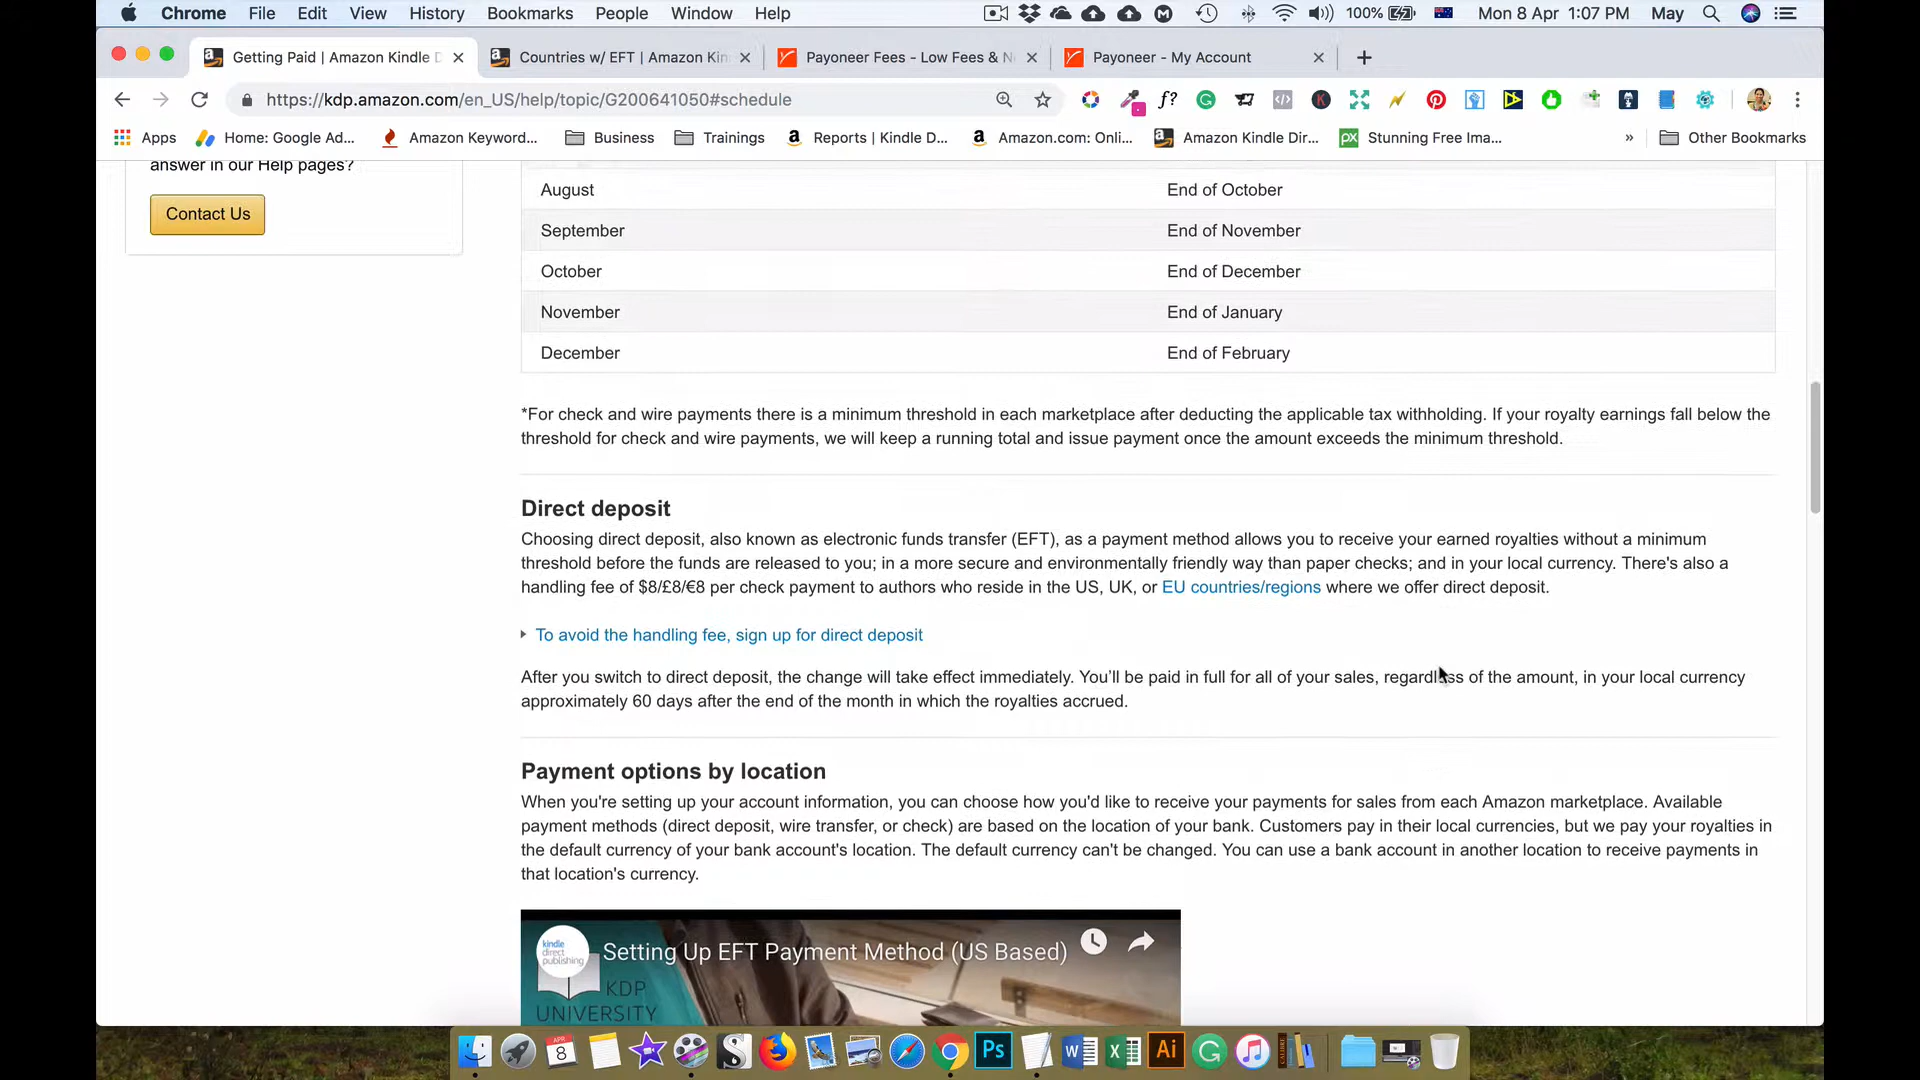 Chrome File Edit View History Bookmarks People Window Help 100% Mon 8 Apr 1:07 PM May
Getting Paid | Amazon Kindle D Countries w/ EFT | Amazon Kin Payoneer Fees - Low Fees & N Payoneer - My Account
https://kdp.amazon.com/en_US/help/topic/G200641050#schedule
Apps Home: Google Ad... Amazon Keyword... Business Trainings Reports | Kindle D... Amazon.com: Onli... Amazon Kindle Dir... Stunning Free Ima... » Other Bookmarks
answer in our Help pages?
Contact Us
August End of October
September End of November
October End of December
November End of January
December End of February
*For check and wire payments there is a minimum threshold in each marketplace after deducting the applicable tax withholding. If your royalty earnings fall below the
threshold for check and wire payments, we will keep a running total and issue payment once the amount exceeds the minimum threshold.
Direct deposit
Choosing direct deposit, also known as electronic funds transfer (EFT), as a payment method allows you to receive your earned royalties without a minimum
threshold before the funds are released to you; in a more secure and environmentally friendly way than paper checks; and in your local currency. There's also a
handling fee of $8/£8/€8 per check payment to authors who reside in the US, UK, or EU countries/regions where we offer direct deposit.
To avoid the handling fee, sign up for direct deposit
After you switch to direct deposit, the change will take effect immediately. You'll be paid in full for all of your sales, regardless of the amount, in your local currency
approximately 60 days after the end of the month in which the royalties accrued.
Payment options by location
When you're setting up your account information, you can choose how you'd like to receive your payments for sales from each Amazon marketplace. Available
payment methods (direct deposit, wire transfer, or check) are based on the location of your bank. Customers pay in their local currencies, but we pay your royalties in
the default currency of your bank account's location. The default currency can't be changed. You can use a bank account in another location to receive payments in
that location's currency.
kindle
direct
publishing
Setting Up EFT Payment Method (US Based)
KDP
UNIVERSITY
APR
8
Ps
Ai